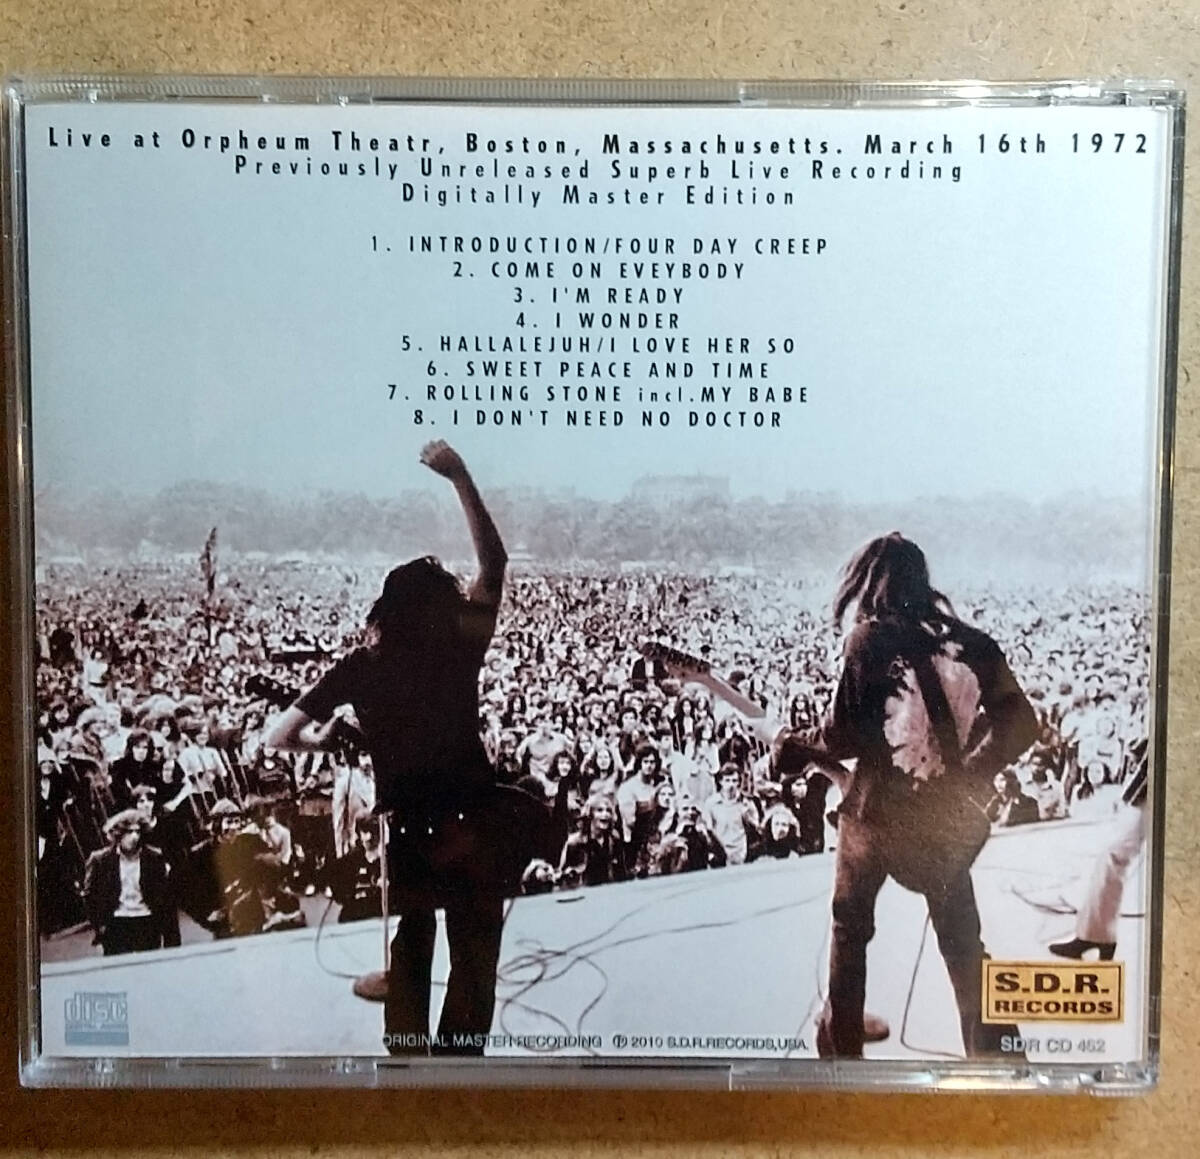 Live at Orpheum Theatr, Boston, Massachusetts. March 16th 1972
Previously Unreleased Superb Live Recording
Digitally Master Edition
1. INTRODUCTION/FOUR DAY CREEP
2. COME ON EVEYBODY
3. I'M READY
4. I WONDER
5. HALLALEJUH/I LOVE HER SO
6. SWEET PEACE AND TIME
7. ROLLING STONE incl.MY BABE
8. I DON'T NEED NO DOCTOR
S.D.R.
RECORDS
disc
ORIGINAL MASTER RECORDING ℗ 2010 S.D.R.RECORDS,USA.
SDR CD 452